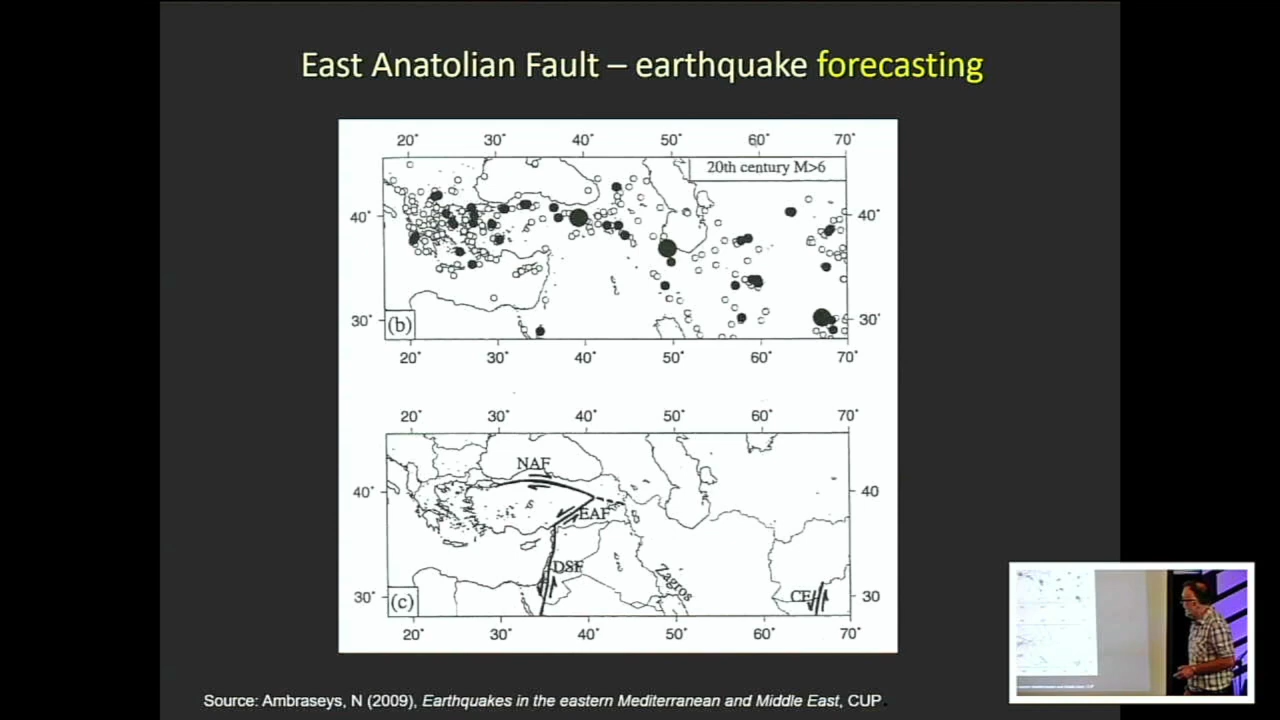 East Anatolian Fault – earthquake forecasting
20° 30° 40° 50° 60° 70°
20th century M>6
40° 40°
30° (b) 30°
20° 30° 40° 50° 60° 70°
20° 30° 40° 50° 60° 70°
NAF
40° 40
EAF
DSF
Zagros
CF
30° (c) 30
20° 30° 40° 50° 60° 70°
Source: Ambraseys, N (2009), Earthquakes in the eastern Mediterranean and Middle East, CUP.